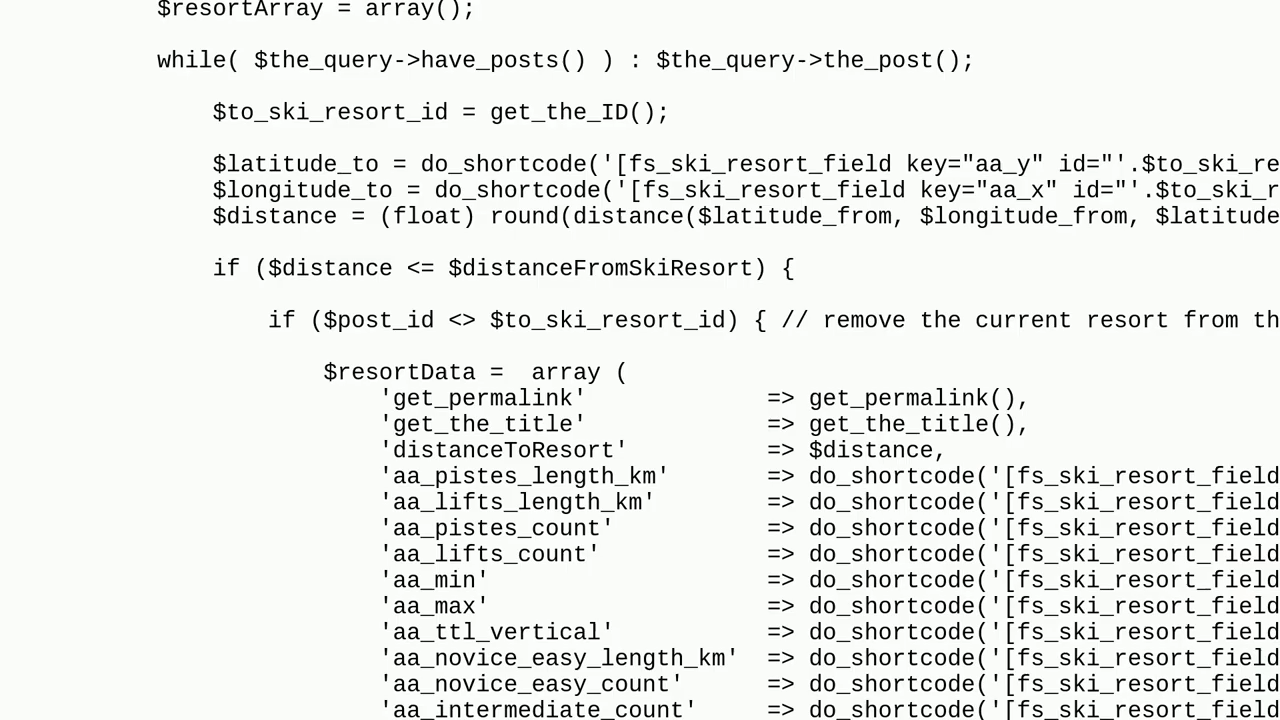 $resortArray = array();
while( $the_query->have_posts() ) : $the_query->the_post();
$to_ski_resort_id = get_the_ID();
$latitude_to = do_shortcode('[fs_ski_resort_field key="aa_y" id="'.$to_ski_re
$longitude_to = do_shortcode('[fs_ski_resort_field key="aa_x" id="'.$to_ski_r
$distance = (float) round(distance($latitude_from, $longitude_from, $latitude
if ($distance <= $distanceFromSkiResort) {
if ($post_id <> $to_ski_resort_id) { // remove the current resort from th
$resortData =  array (
'get_permalink' => get_permalink(),
'get_the_title' => get_the_title(),
'distanceToResort' => $distance,
'aa_pistes_length_km' => do_shortcode('[fs_ski_resort_field
'aa_lifts_length_km' => do_shortcode('[fs_ski_resort_field
'aa_pistes_count' => do_shortcode('[fs_ski_resort_field
'aa_lifts_count' => do_shortcode('[fs_ski_resort_field
'aa_min' => do_shortcode('[fs_ski_resort_field
'aa_max' => do_shortcode('[fs_ski_resort_field
'aa_ttl_vertical' => do_shortcode('[fs_ski_resort_field
'aa_novice_easy_length_km' => do_shortcode('[fs_ski_resort_field
'aa_novice_easy_count' => do_shortcode('[fs_ski_resort_field
'aa_intermediate_count' => do_shortcode('[fs_ski_resort_field